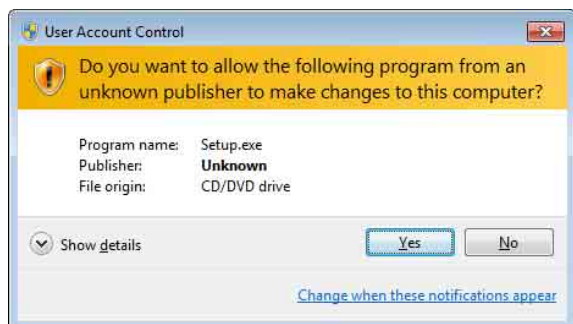 User Account Control
Do you want to allow the following program from an
unknown publisher to make changes to this computer?
Program name: Setup.exe
Publisher: Unknown
File origin: CD/DVD drive
Show details
Yes No
Change when these notifications appear